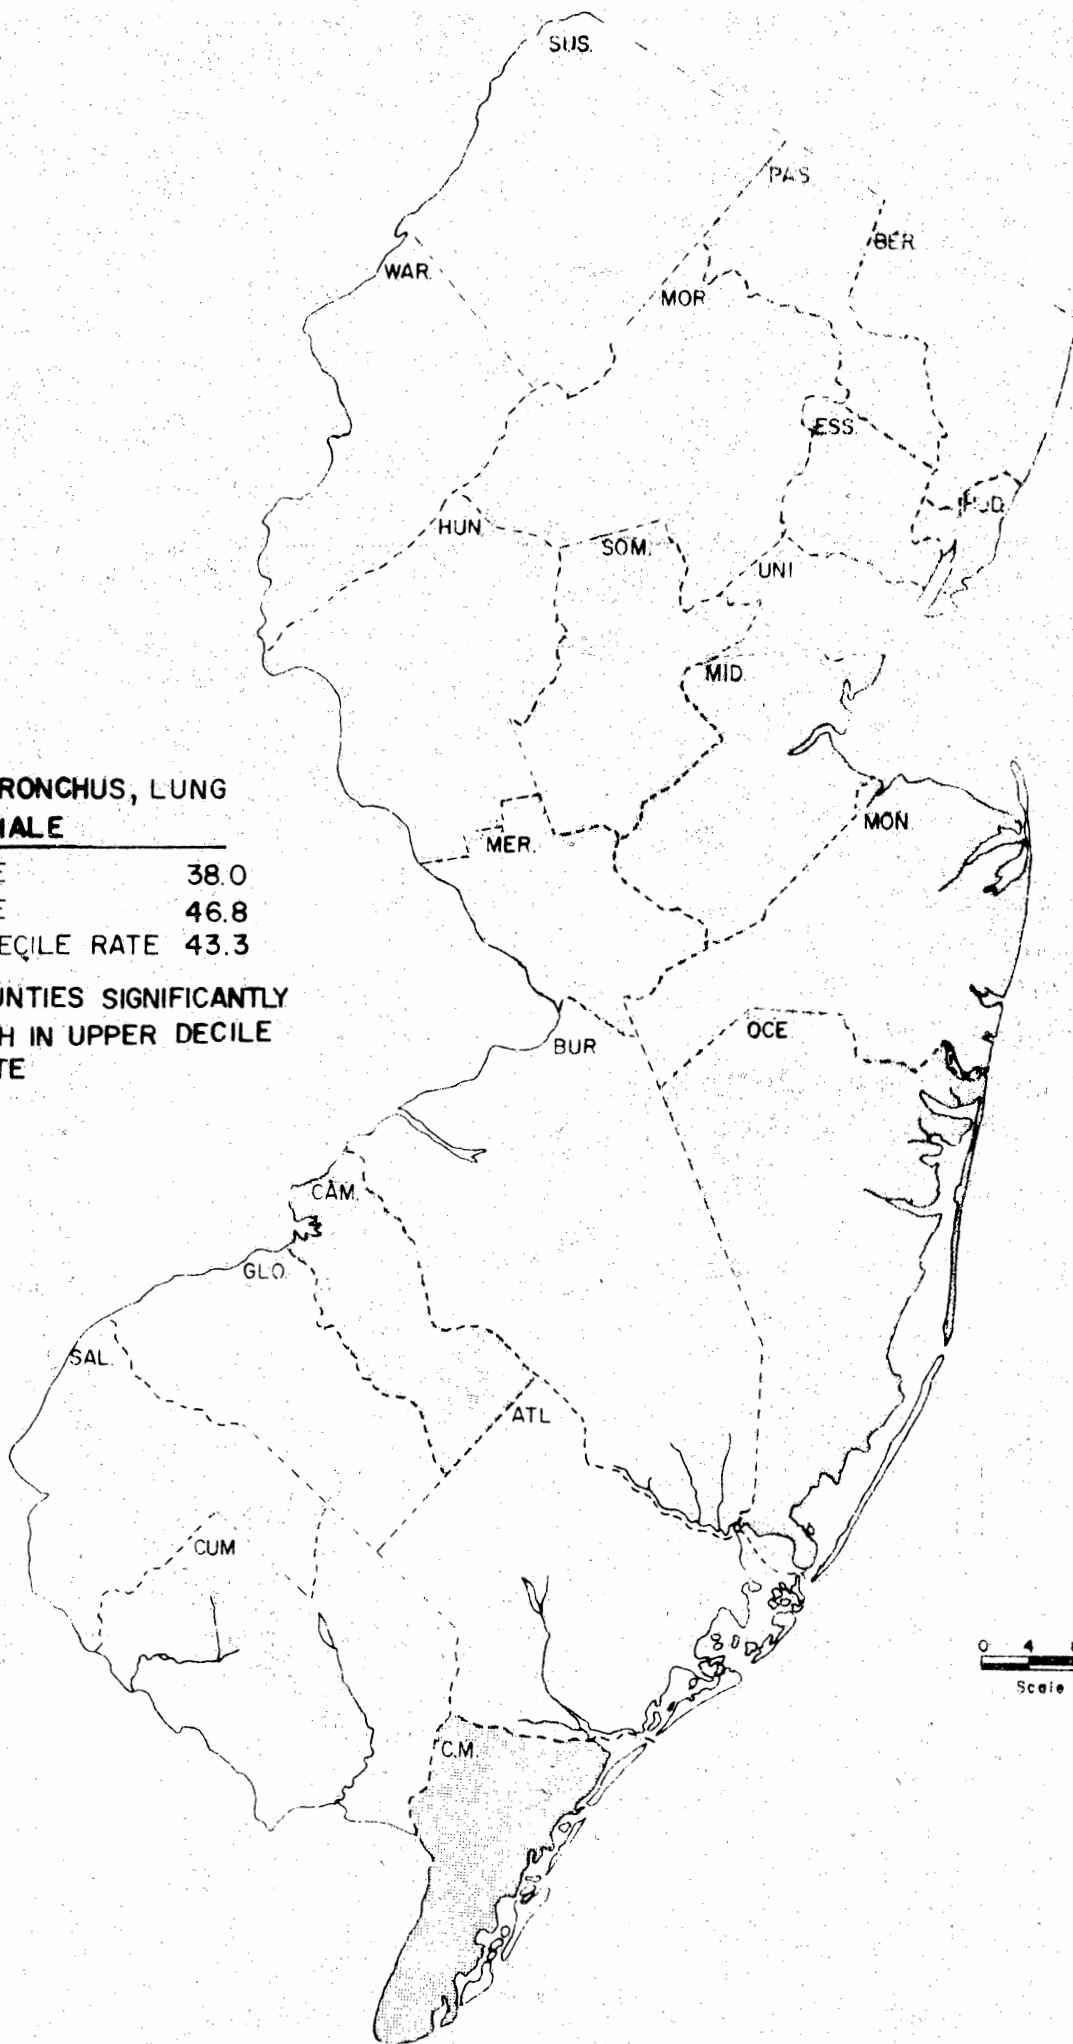 SUS.
PAS
BER
WAR.
MOR
ESS.
HUD.
HUN.
SOM.
UNI
MID.
RONCHUS, LUNG
MALE
E 38.0
E 46.8
ECILE RATE 43.3
UNTIES SIGNIFICANTLY
H IN UPPER DECILE
TE
MON
MER.
OCE
BUR
CAM.
GLO.
SAL.
ATL
CUM
0 4 8
Scale
C.M.